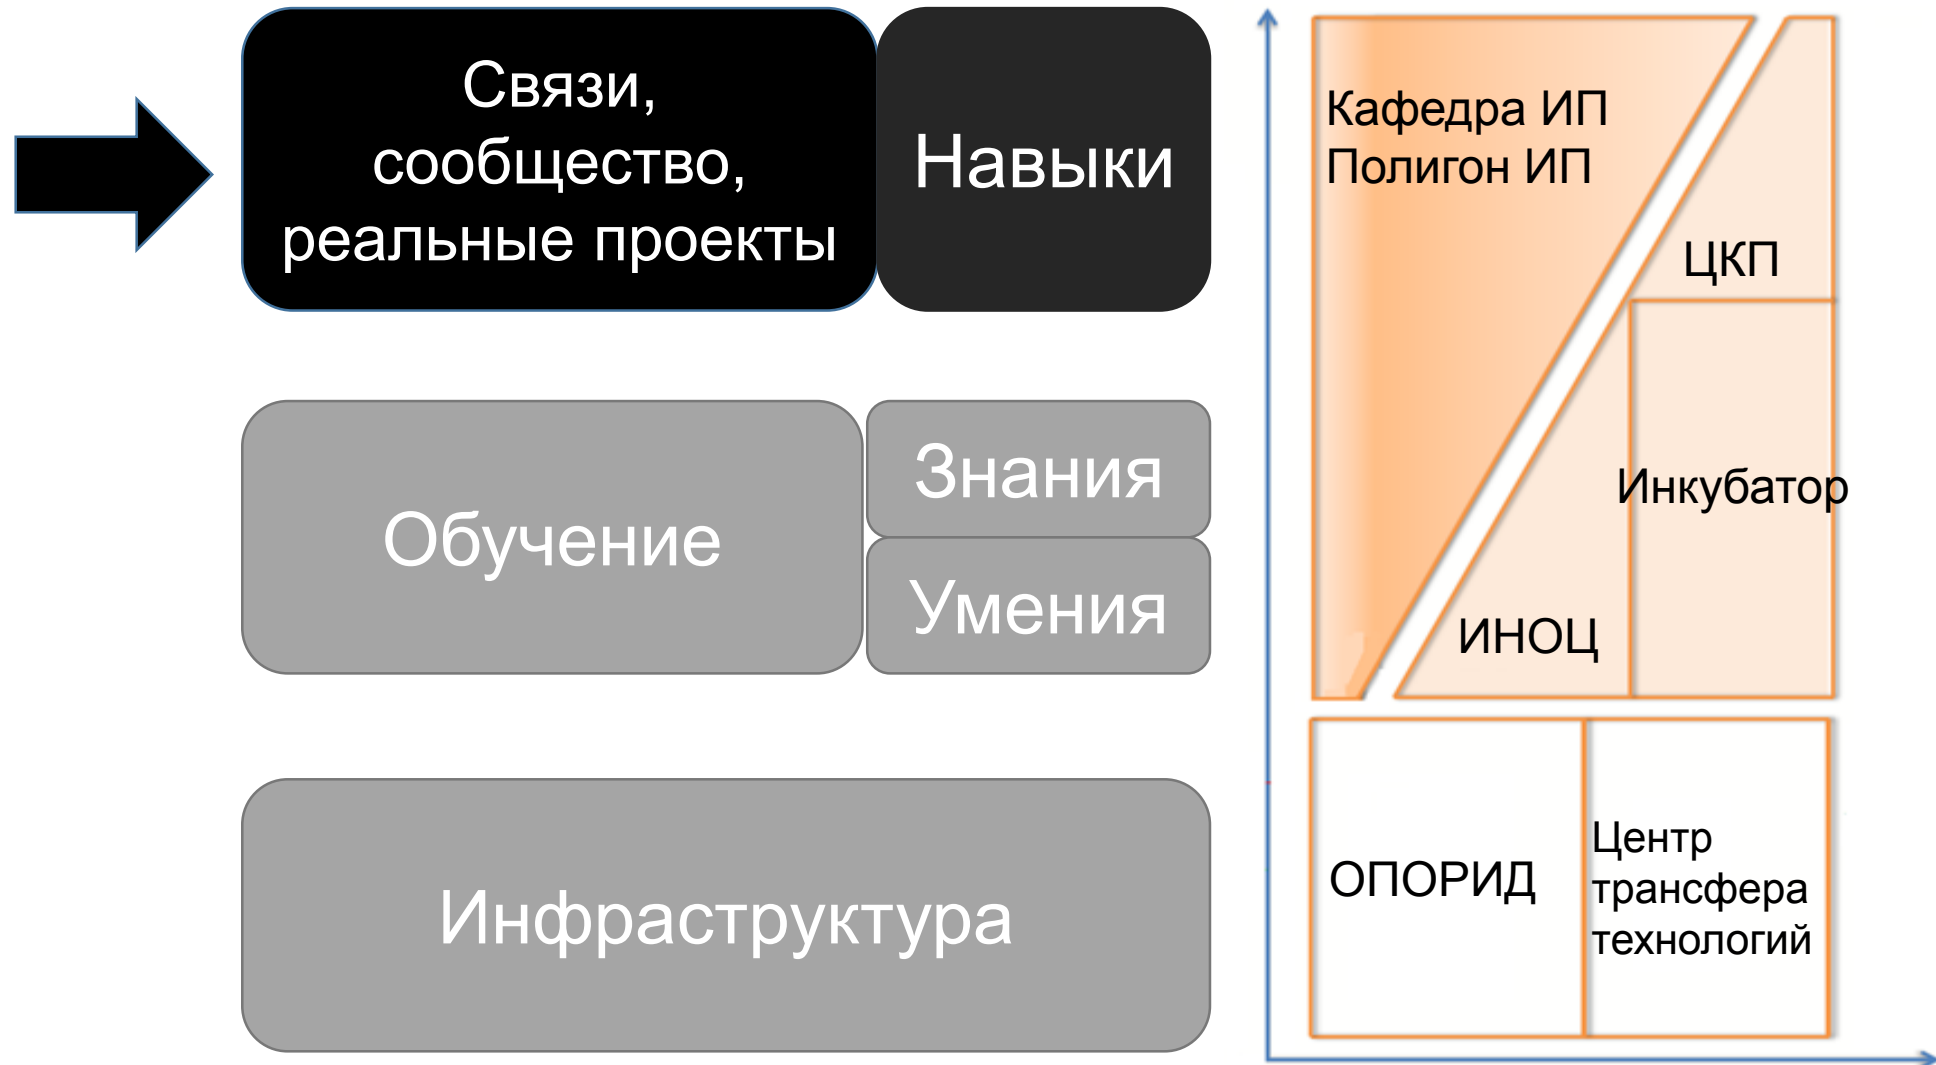 Связи,
сообщество,
реальные проекты
Навыки
Обучение
Знания
Умения
Инфраструктура
Кафедра ИП
Полигон ИП
ЦКП
Инкубатор
ИНОЦ
ОПОРИД
Центр
трансфера
технологий